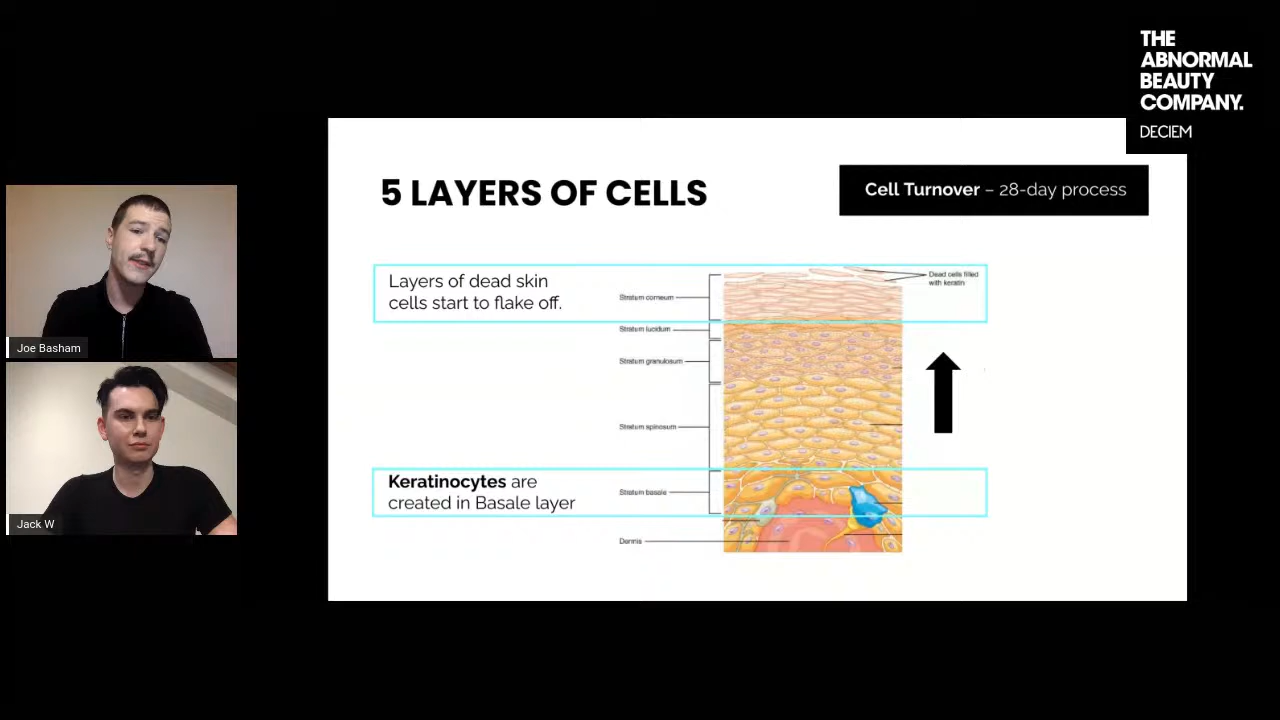 THE
ABNORMAL
BEAUTY
COMPANY.
DECIEM
5 LAYERS OF CELLS
Cell Turnover – 28-day process
Layers of dead skin
cells start to flake off.
Dead cells filled
with keratin
Stratum corneum
Stratum lucidum
Stratum granulosum
Stratum spinosum
Keratinocytes are
created in Basale layer
Stratum basale
Dermis
Joe Basham
Jack W